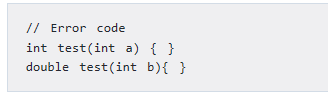 // Error code
int test(int a) { }
double test(int b){ }